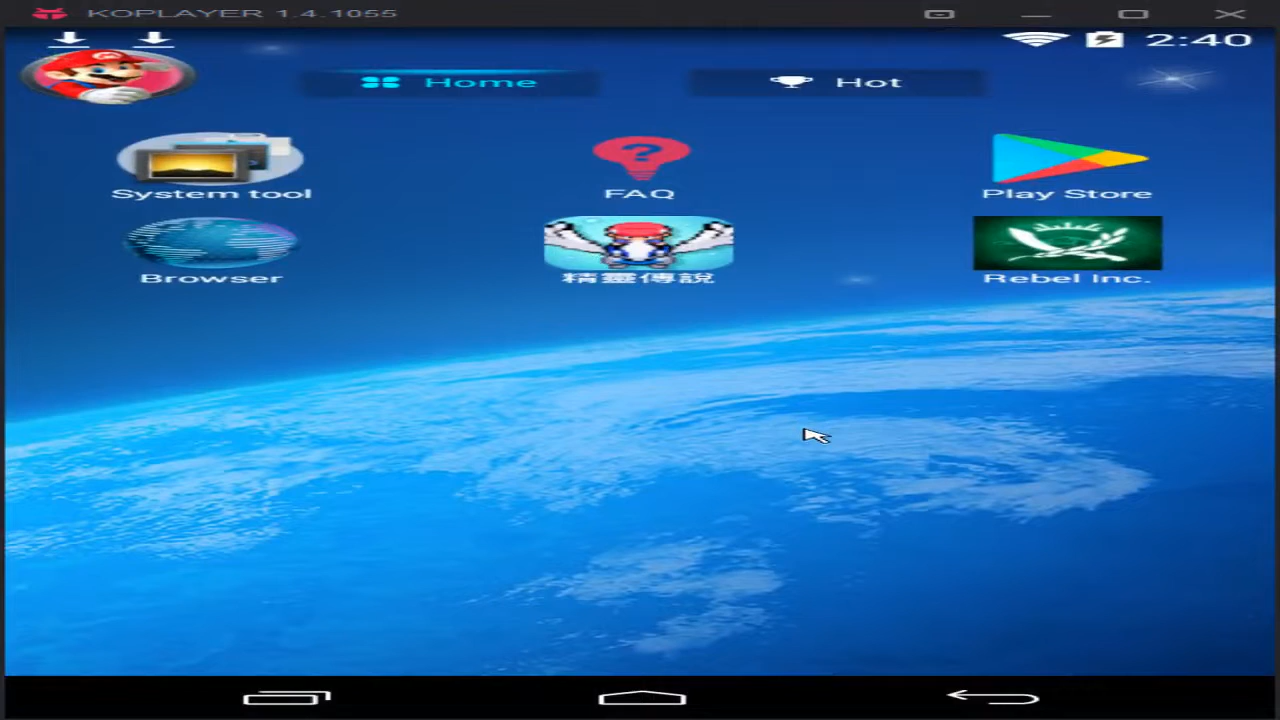 KOPLAYER 1.4.1055
2:40
Home
Hot
System tool
FAQ
Play Store
Browser
精靈傳說
Rebel Inc.